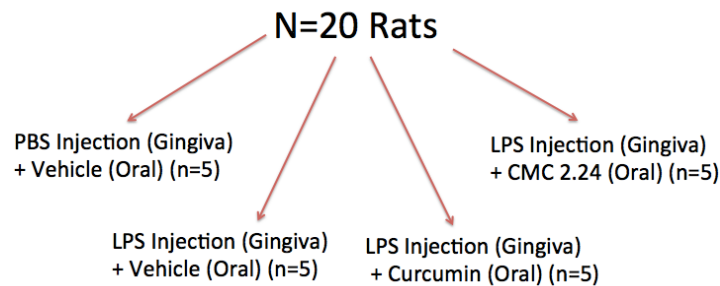 N=20 Rats
PBS Injection (Gingiva)
+ Vehicle (Oral) (n=5)
LPS Injection (Gingiva)
+ Vehicle (Oral) (n=5)
LPS Injection (Gingiva)
+ Curcumin (Oral) (n=5)
LPS Injection (Gingiva)
+ CMC 2.24 (Oral) (n=5)